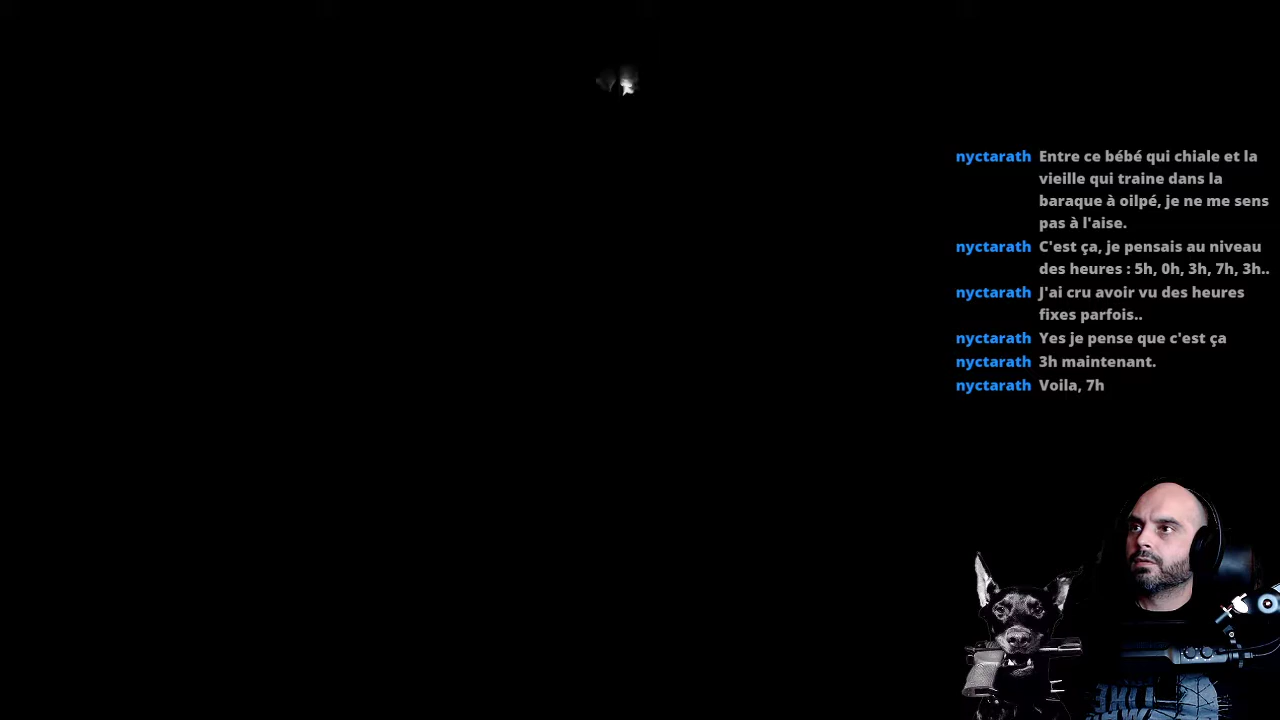 nyctarath Entre ce bébé qui chiale et la
vieille qui traine dans la
baraque à oilpé, je ne me sens
pas à l'aise.
nyctarath C'est ça, je pensais au niveau
des heures : 5h, 0h, 3h, 7h, 3h..
nyctarath J'ai cru avoir vu des heures
fixes parfois..
nyctarath Yes je pense que c'est ça
nyctarath 3h maintenant.
nyctarath Voila, 7h